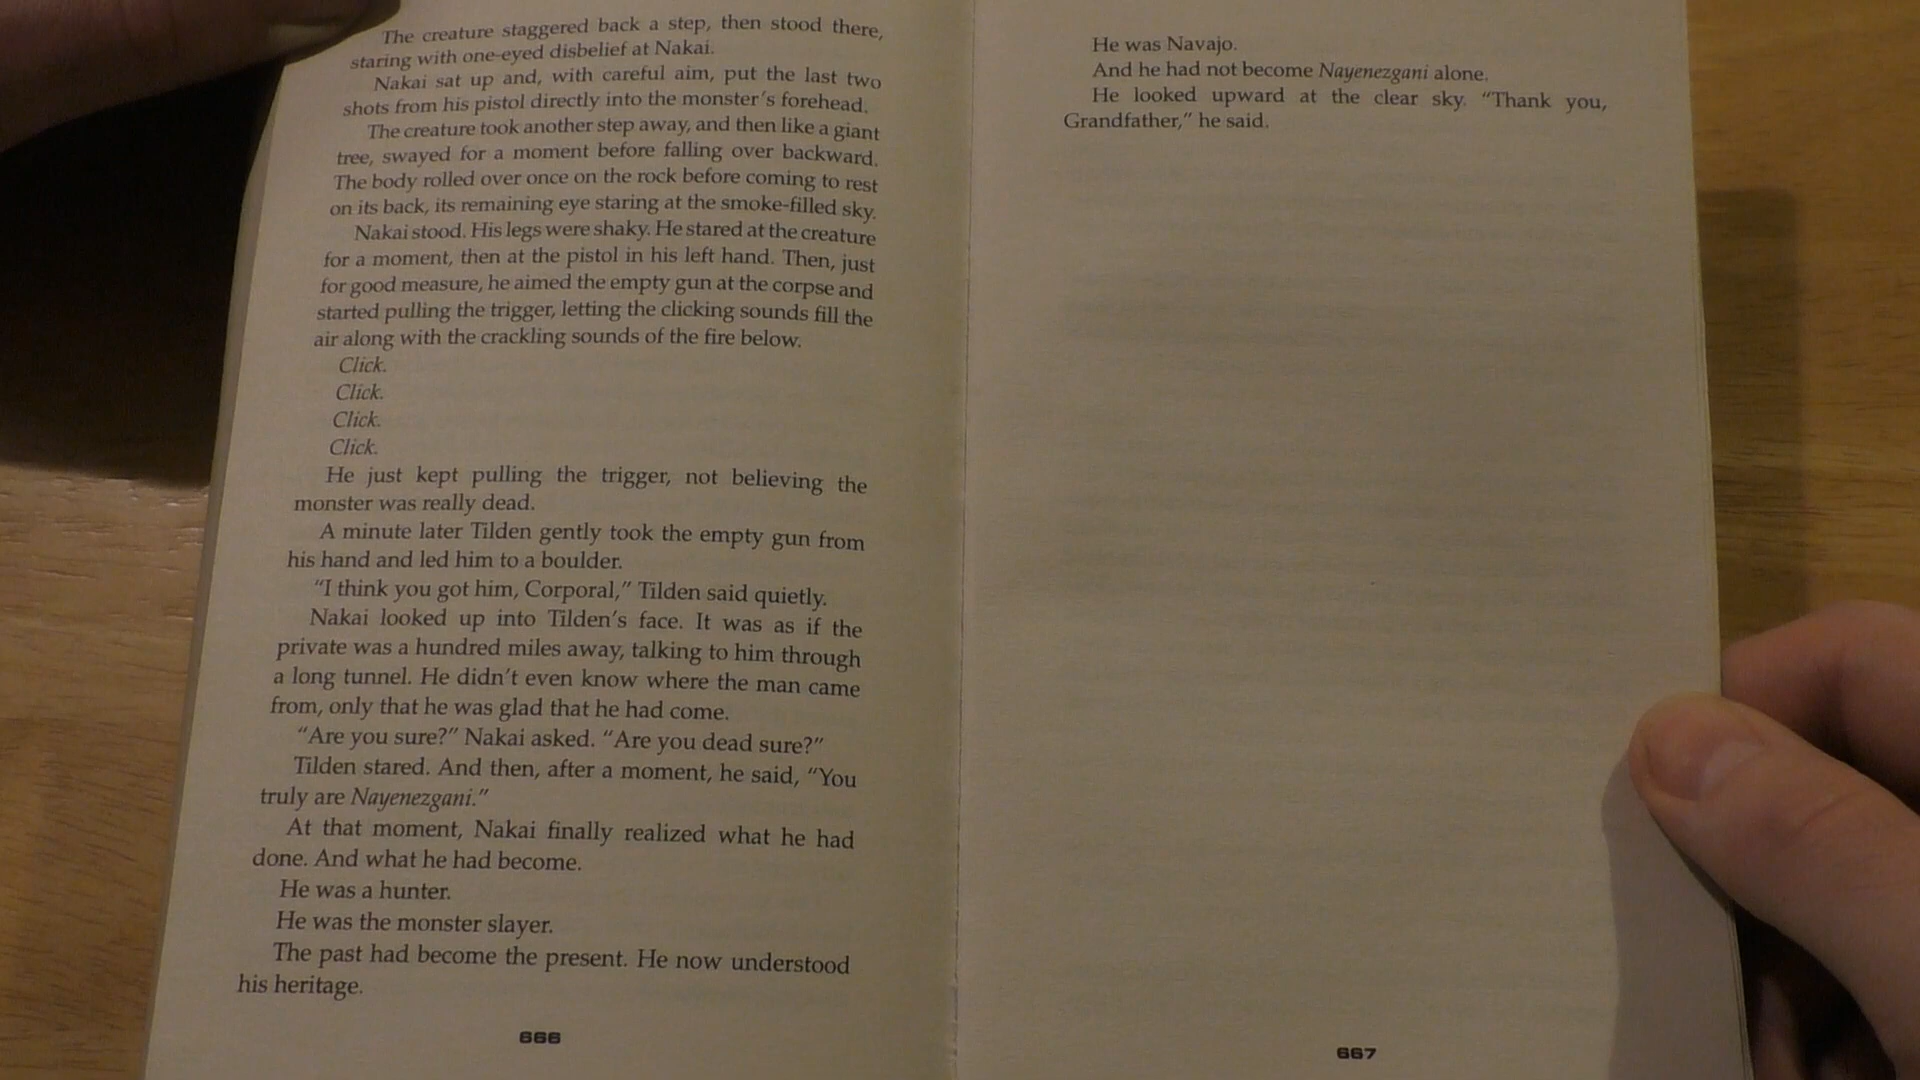 The creature staggered back a step, then stood there,
staring with one-eyed disbelief at Nakai.
Nakai sat up and, with careful aim, put the last two
shots from his pistol directly into the monster's forehead.
The creature took another step away, and then like a giant
tree, swayed for a moment before falling over backward.
The body rolled over once on the rock before coming to rest
on its back, its remaining eye staring at the smoke-filled sky.
Nakai stood. His legs were shaky. He stared at the creature
for a moment, then at the pistol in his left hand. Then, just
for good measure, he aimed the empty gun at the corpse and
started pulling the trigger, letting the clicking sounds fill the
air along with the crackling sounds of the fire below.
Click.
Click.
Click.
Click.
He just kept pulling the trigger, not believing the
monster was really dead.
A minute later Tilden gently took the empty gun from
his hand and led him to a boulder.
“I think you got him, Corporal,” Tilden said quietly.
Nakai looked up into Tilden's face. It was as if the
private was a hundred miles away, talking to him through
a long tunnel. He didn't even know where the man came
from, only that he was glad that he had come.
“Are you sure?” Nakai asked. “Are you dead sure?”
Tilden stared. And then, after a moment, he said, “You
truly are Nayenezgani.”
At that moment, Nakai finally realized what he had
done. And what he had become.
He was a hunter.
He was the monster slayer.
The past had become the present. He now understood
his heritage.
666
He was Navajo.
And he had not become Nayenezgani alone.
He looked upward at the clear sky. “Thank you,
Grandfather,” he said.
667